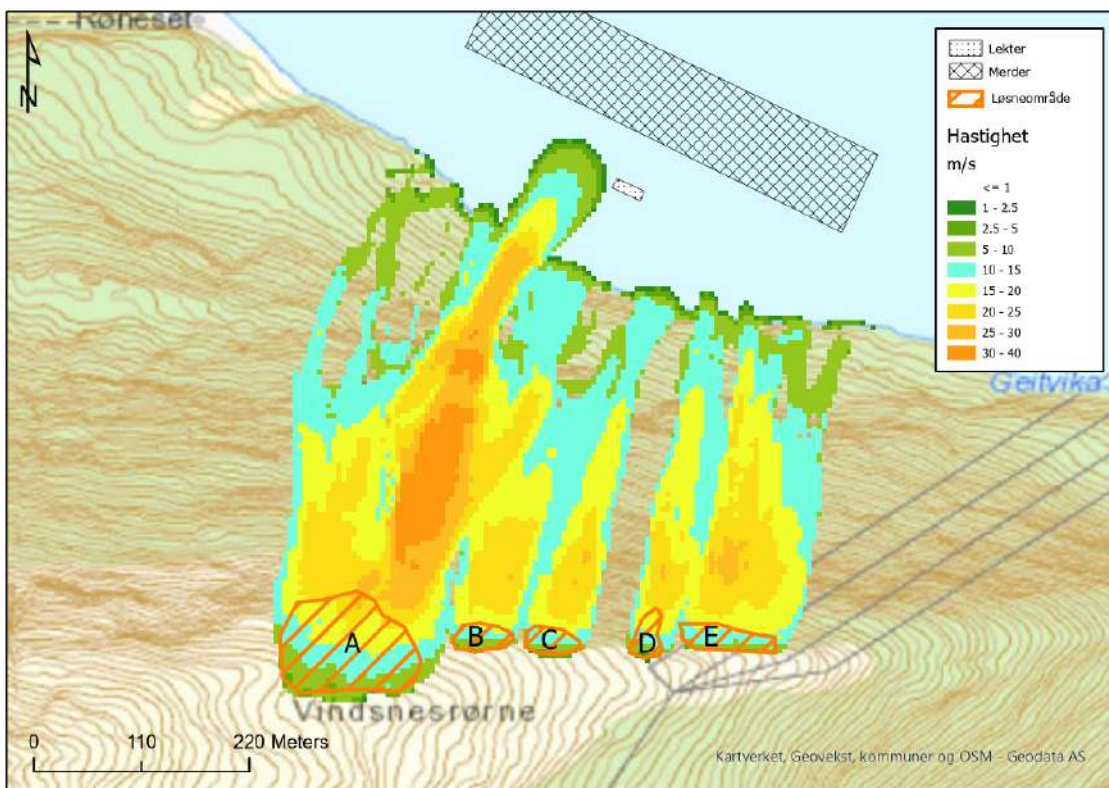 Røneset
N
Lekter
Merder
Løsneområde
Hastighet
m/s
<= 1
1 - 2.5
2.5 - 5
5 - 10
10 - 15
15 - 20
20 - 25
25 - 30
30 - 40
Geitvika
A
B
C
D
E
Vindsnesrørne
0 110 220 Meters
Kartverket, Geovekst, kommuner og OSM - Geodata AS